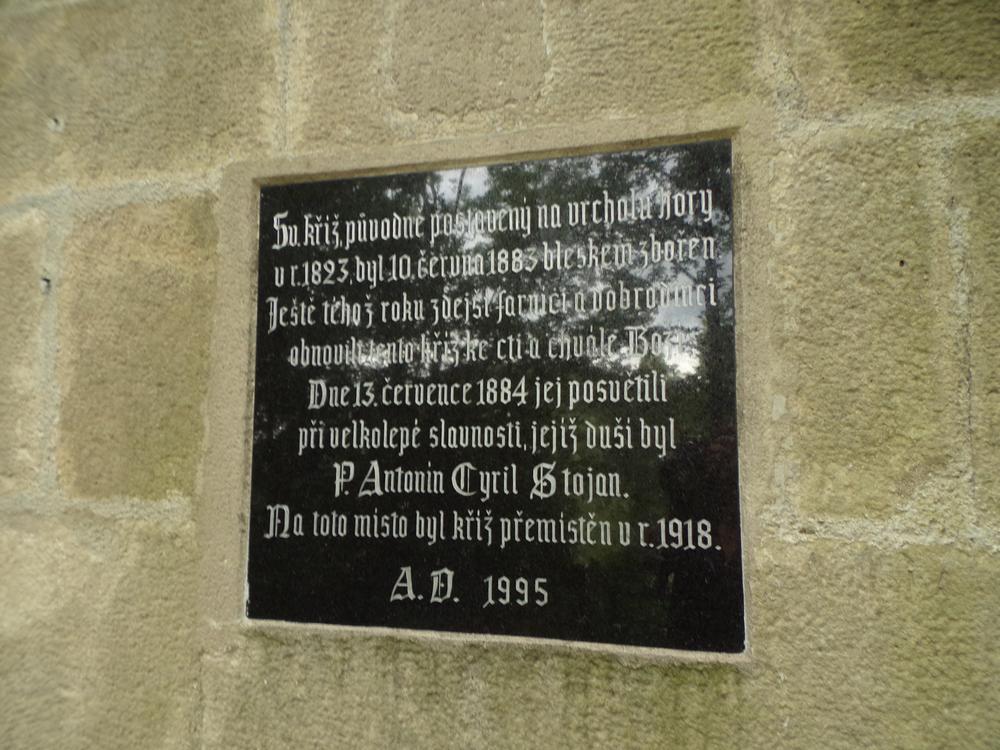 Sv. kříž, původně postavený na vrcholu hory
v r. 1823, byl 10. června 1883 bleskem zbořen.
Ještě téhož roku zdejší farníci a dobrodinci
obnovili tento kříž ke cti a chvále Boží.
Dne 13. července 1884 jej posvětili
při velkolepé slavnosti, jejíž duší byl
P. Antonín Cyril Stojan.
Na toto místo byl kříž přemístěn v r. 1918.
A. D. 1995